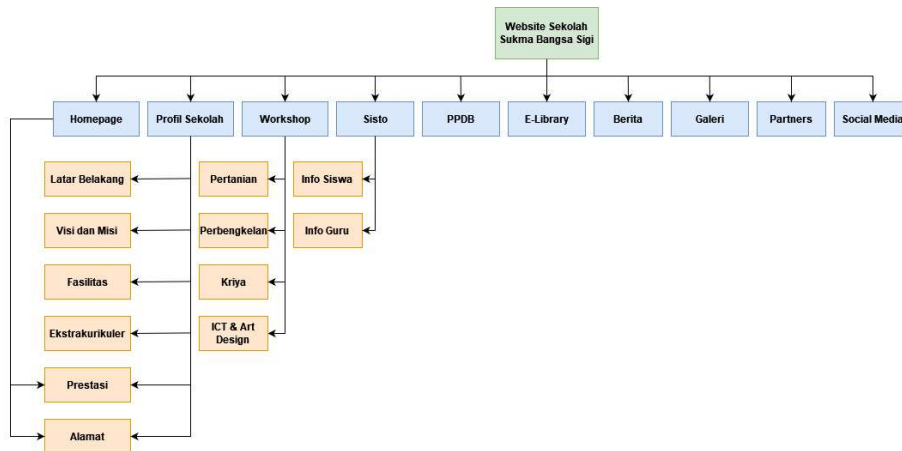 Website Sekolah
Sukma Bangsa Sigi
Homepage
Profil Sekolah
Workshop
Sisto
PPDB
E-Library
Berita
Galeri
Partners
Social Media
Latar Belakang
Pertanian
Info Siswa
Visi dan Misi
Perbengkelan
Info Guru
Fasilitas
Kriya
Ekstrakurikuler
ICT & Art
Design
Prestasi
Alamat